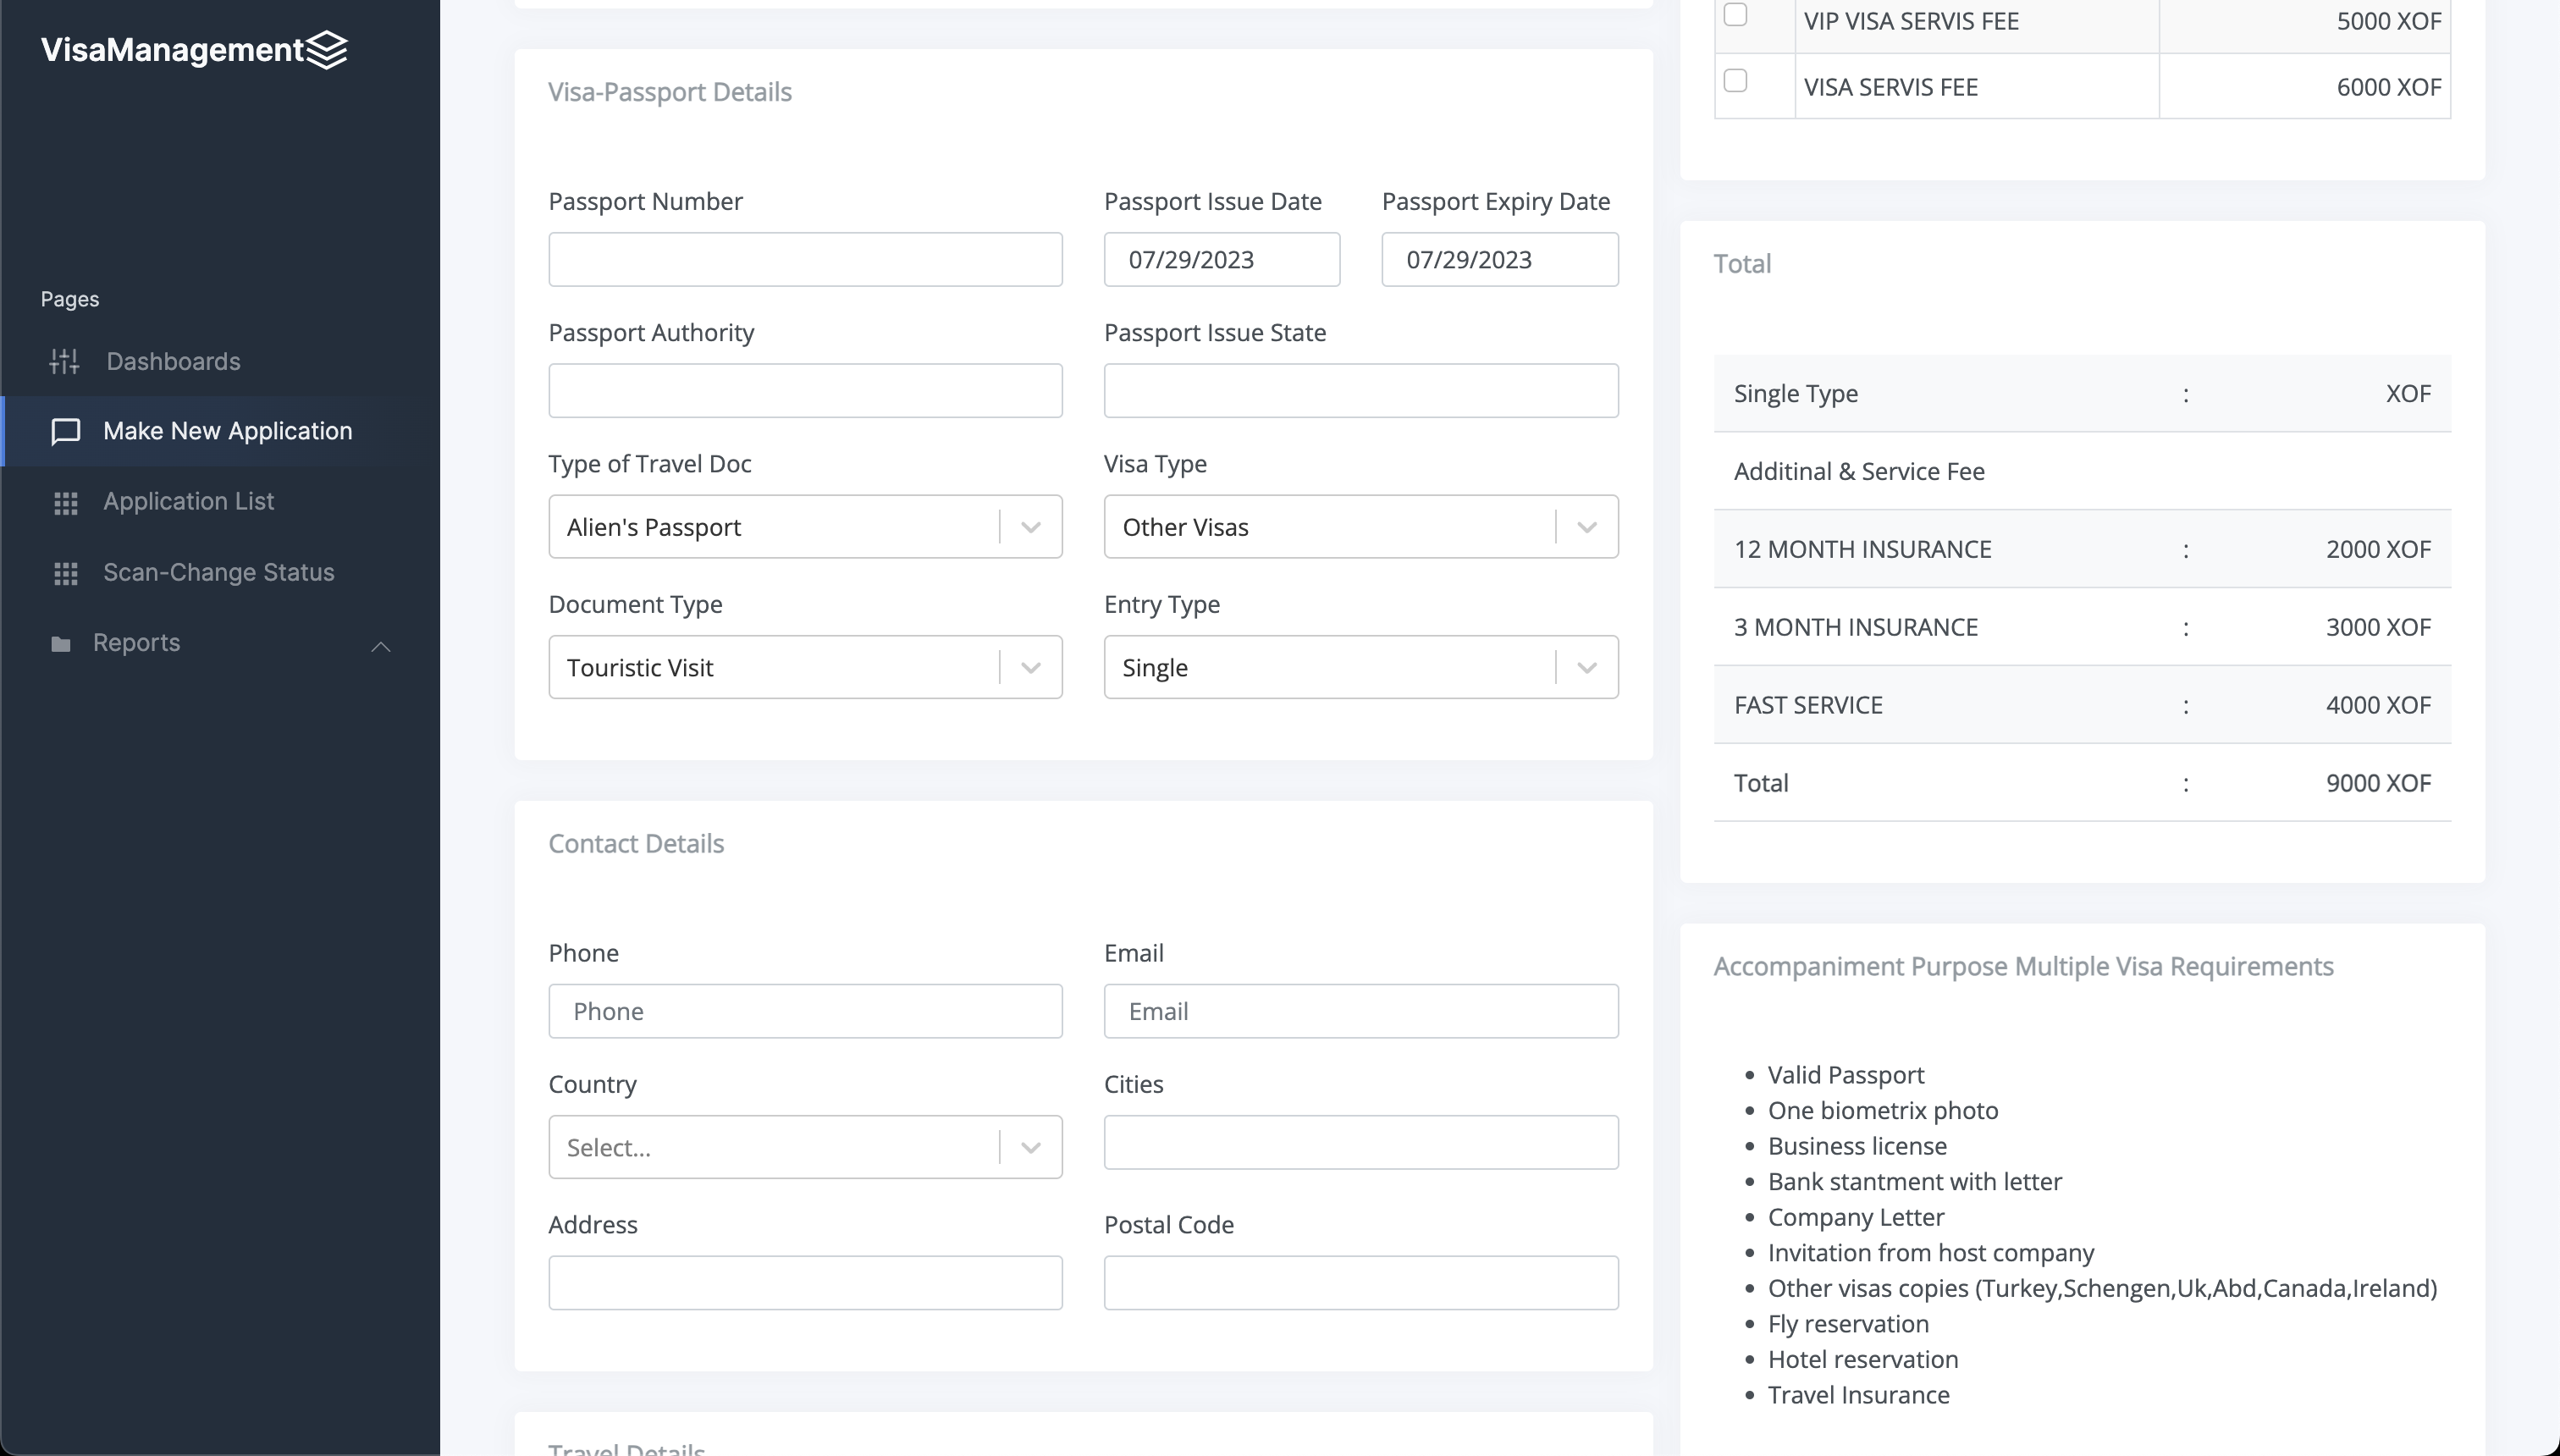 VisaManagement
Pages
Dashboards
Make New Application
Application List
Scan-Change Status
Reports
Visa-Passport Details
Passport Number
Passport Issue Date
Passport Expiry Date
07/29/2023
07/29/2023
Passport Authority
Passport Issue State
Type of Travel Doc
Visa Type
Alien's Passport
Other Visas
Document Type
Entry Type
Touristic Visit
Single
Contact Details
Phone
Email
Phone
Email
Country
Cities
Select...
Address
Postal Code
Travel Details
VIP VISA SERVIS FEE 5000 XOF
VISA SERVIS FEE 6000 XOF
Total
Single Type : XOF
Additinal & Service Fee
12 MONTH INSURANCE : 2000 XOF
3 MONTH INSURANCE : 3000 XOF
FAST SERVICE : 4000 XOF
Total : 9000 XOF
Accompaniment Purpose Multiple Visa Requirements
• Valid Passport
• One biometrix photo
• Business license
• Bank stantment with letter
• Company Letter
• Invitation from host company
• Other visas copies (Turkey,Schengen,Uk,Abd,Canada,Ireland)
• Fly reservation
• Hotel reservation
• Travel Insurance